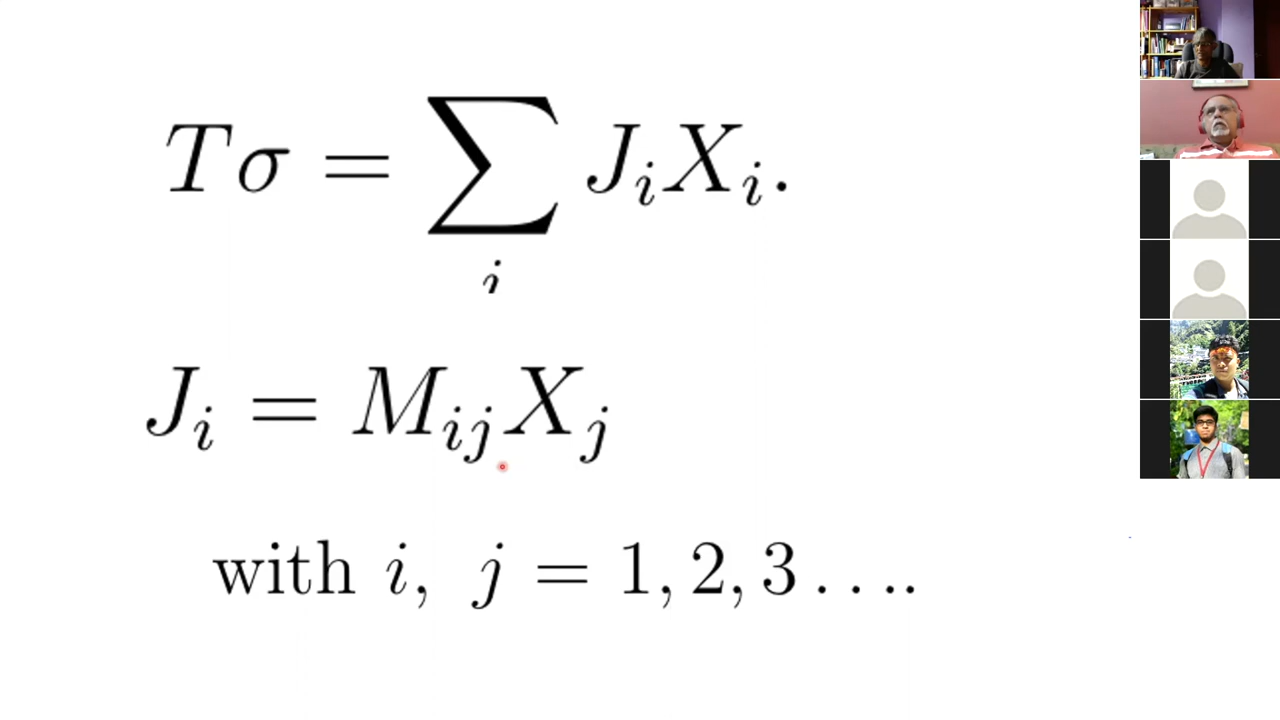 Tσ = ∑ᵢ JᵢXᵢ.
Jᵢ = MᵢⱼXⱼ
with i, j = 1, 2, 3 . . . .